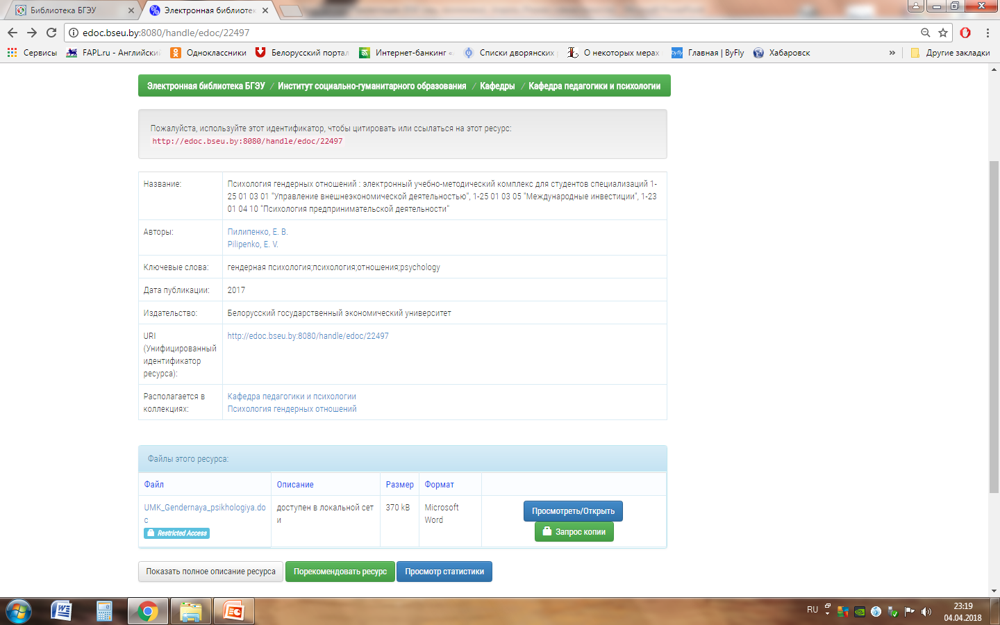 Библиотека БГЭУ
Электронная библиотек
edoc.bseu.by:8080/handle/edoc/22497
Сервисы
FAPL.ru - Английски
Одноклассники
Белорусский портал
Интернет-банкинг «
Списки дворянских
О некоторых мерах
Главная | ByFly
Хабаровск
»
Другие закладки
Электронная библиотека БГЭУ / Институт социально-гуманитарного образования / Кафедры / Кафедра педагогики и психологии
Пожалуйста, используйте этот идентификатор, чтобы цитировать или ссылаться на этот ресурс:
http://edoc.bseu.by:8080/handle/edoc/22497
Название:
Психология гендерных отношений : электронный учебно-методический комплекс для студентов специализаций 1-
25 01 03 01 "Управление внешнеэкономической деятельностью", 1-25 01 03 05 "Международные инвестиции", 1-23
01 04 10 "Психология предпринимательской деятельности"
Авторы:
Пилипенко, Е. В.
Pilipenko, E. V.
Ключевые слова:
гендерная психология;психология;отношения;psychology
Дата публикации:
2017
Издательство:
Белорусский государственный экономический университет
URI
(Унифицированный
идентификатор
ресурса):
http://edoc.bseu.by:8080/handle/edoc/22497
Располагается в
коллекциях:
Кафедра педагогики и психологии
Психология гендерных отношений
Файлы этого ресурса:
Файл
Описание
Размер
Формат
UMK_Gendernaya_psikhologiya.do
c
Restricted Access
доступен в локальной сет
и
370 kB
Microsoft
Word
Просмотреть/Открыть
Запрос копии
Показать полное описание ресурса
Порекомендовать ресурс
Просмотр статистики
RU
23:19
04.04.2018